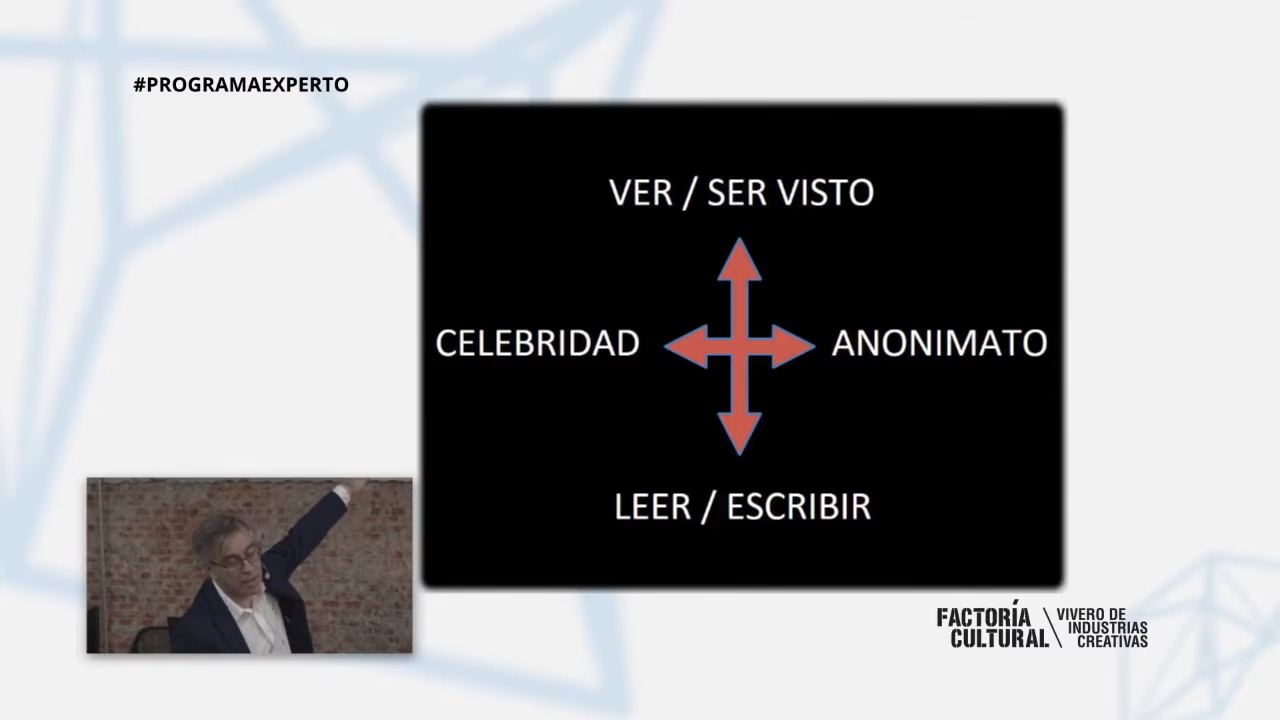 #PROGRAMAEXPERTO
VER / SER VISTO
CELEBRIDAD
ANONIMATO
LEER / ESCRIBIR
FACTORÍA
CULTURAL
VIVERO DE
INDUSTRIAS
CREATIVAS